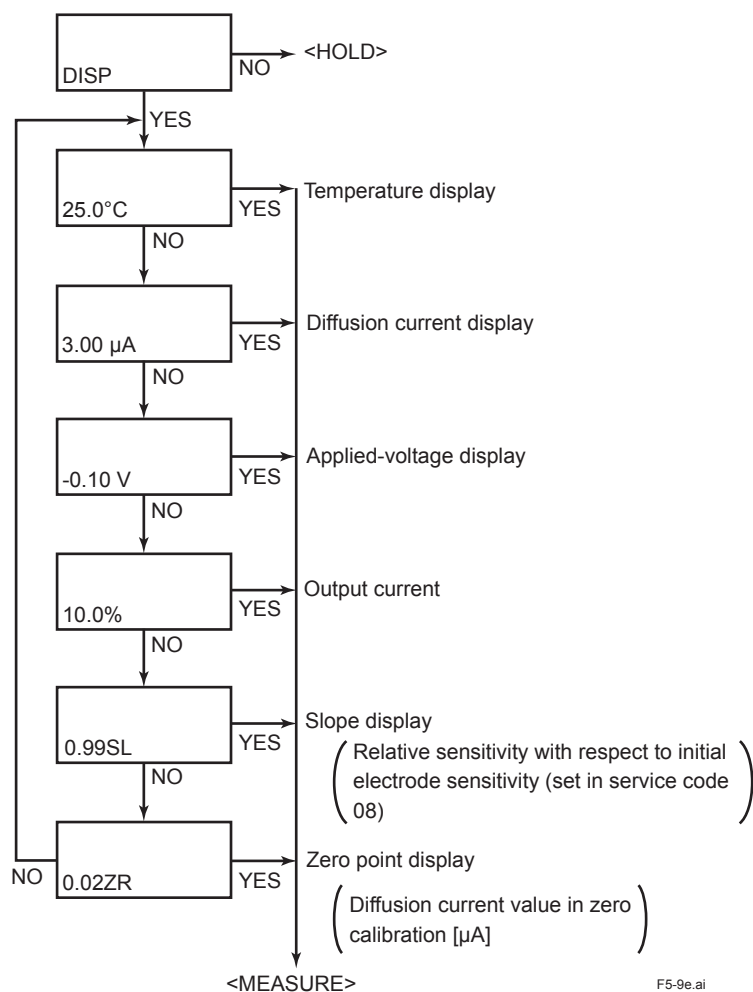 DISP
NO
<HOLD>
YES
25.0°C
YES
Temperature display
NO
3.00 µA
YES
Diffusion current display
NO
-0.10 V
YES
Applied-voltage display
NO
10.0%
YES
Output current
NO
0.99SL
YES
Slope display
Relative sensitivity with respect to initial
electrode sensitivity (set in service code
08)
NO
NO
0.02ZR
YES
Zero point display
Diffusion current value in zero
calibration [µA]
<MEASURE>
F5-9e.ai